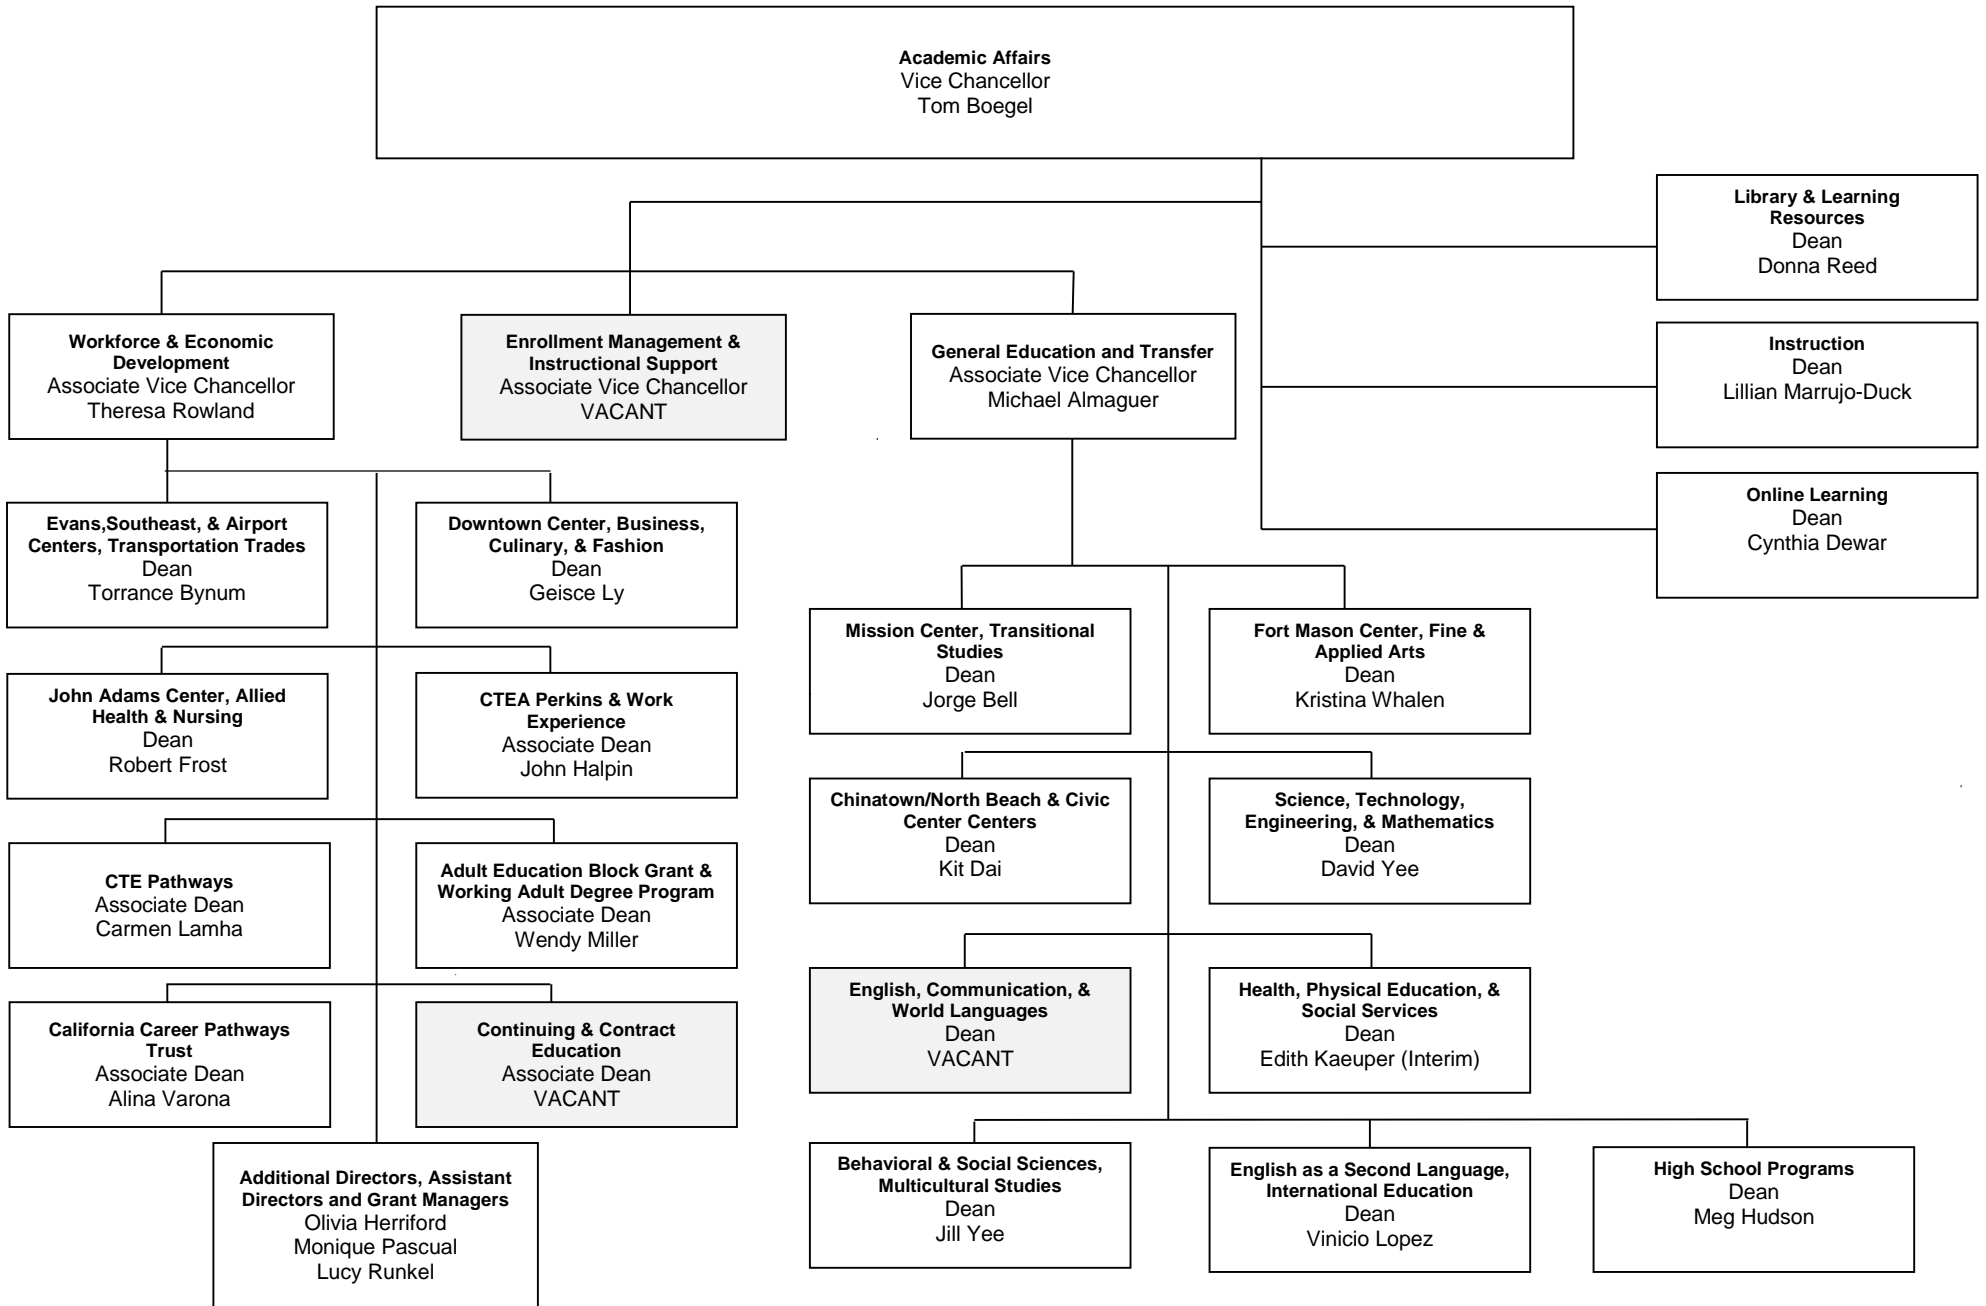 Academic Affairs
Vice Chancellor
Tom Boegel
Library & Learning
Resources
Dean
Donna Reed
Workforce & Economic
Development
Associate Vice Chancellor
Theresa Rowland
Enrollment Management &
Instructional Support
Associate Vice Chancellor
VACANT
General Education and Transfer
Associate Vice Chancellor
Michael Almaguer
Instruction
Dean
Lillian Marrujo-Duck
Online Learning
Dean
Cynthia Dewar
Evans,Southeast, & Airport
Centers, Transportation Trades
Dean
Torrance Bynum
Downtown Center, Business,
Culinary, & Fashion
Dean
Geisce Ly
Mission Center, Transitional
Studies
Dean
Jorge Bell
Fort Mason Center, Fine &
Applied Arts
Dean
Kristina Whalen
John Adams Center, Allied
Health & Nursing
Dean
Robert Frost
CTEA Perkins & Work
Experience
Associate Dean
John Halpin
Chinatown/North Beach & Civic
Center Centers
Dean
Kit Dai
Science, Technology,
Engineering, & Mathematics
Dean
David Yee
CTE Pathways
Associate Dean
Carmen Lamha
Adult Education Block Grant &
Working Adult Degree Program
Associate Dean
Wendy Miller
English, Communication, &
World Languages
Dean
VACANT
Health, Physical Education, &
Social Services
Dean
Edith Kaeuper (Interim)
California Career Pathways
Trust
Associate Dean
Alina Varona
Continuing & Contract
Education
Associate Dean
VACANT
Behavioral & Social Sciences,
Multicultural Studies
Dean
Jill Yee
English as a Second Language,
International Education
Dean
Vinicio Lopez
High School Programs
Dean
Meg Hudson
Additional Directors, Assistant
Directors and Grant Managers
Olivia Herriford
Monique Pascual
Lucy Runkel